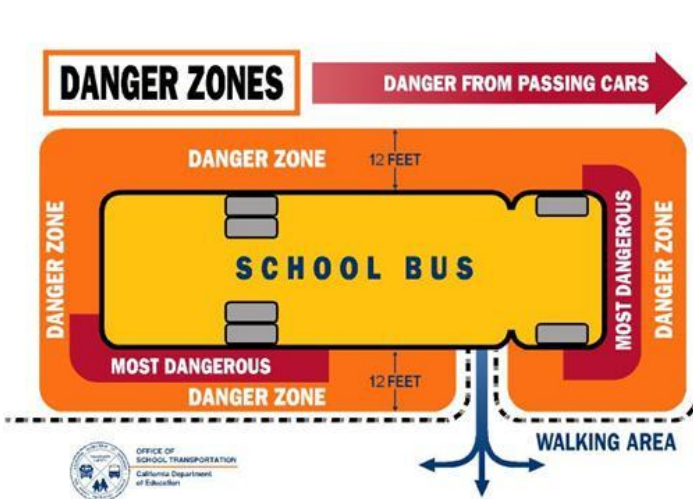 DANGER ZONES
DANGER FROM PASSING CARS
DANGER ZONE
12 FEET
DANGER ZONE
SCHOOL BUS
MOST DANGEROUS
DANGER ZONE
MOST DANGEROUS
DANGER ZONE
12 FEET
WALKING AREA
OFFICE OF
SCHOOL TRANSPORTATION
California Department
of Education